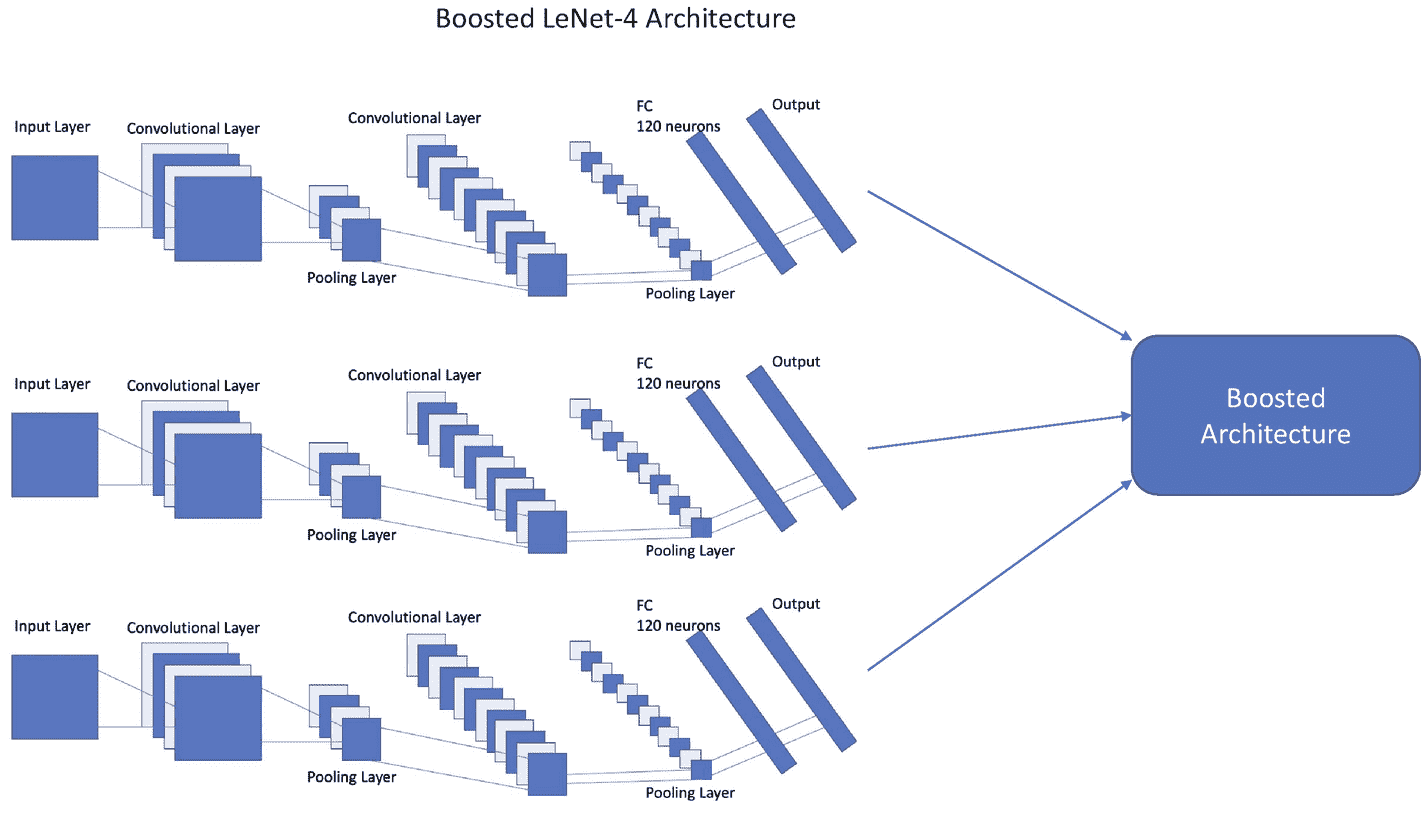 Boosted LeNet-4 Architecture
Input Layer
Convolutional Layer
Pooling Layer
Convolutional Layer
Pooling Layer
FC
120 neurons
Output
Input Layer
Convolutional Layer
Pooling Layer
Convolutional Layer
Pooling Layer
FC
120 neurons
Output
Input Layer
Convolutional Layer
Pooling Layer
Convolutional Layer
Pooling Layer
FC
120 neurons
Output
Boosted
Architecture